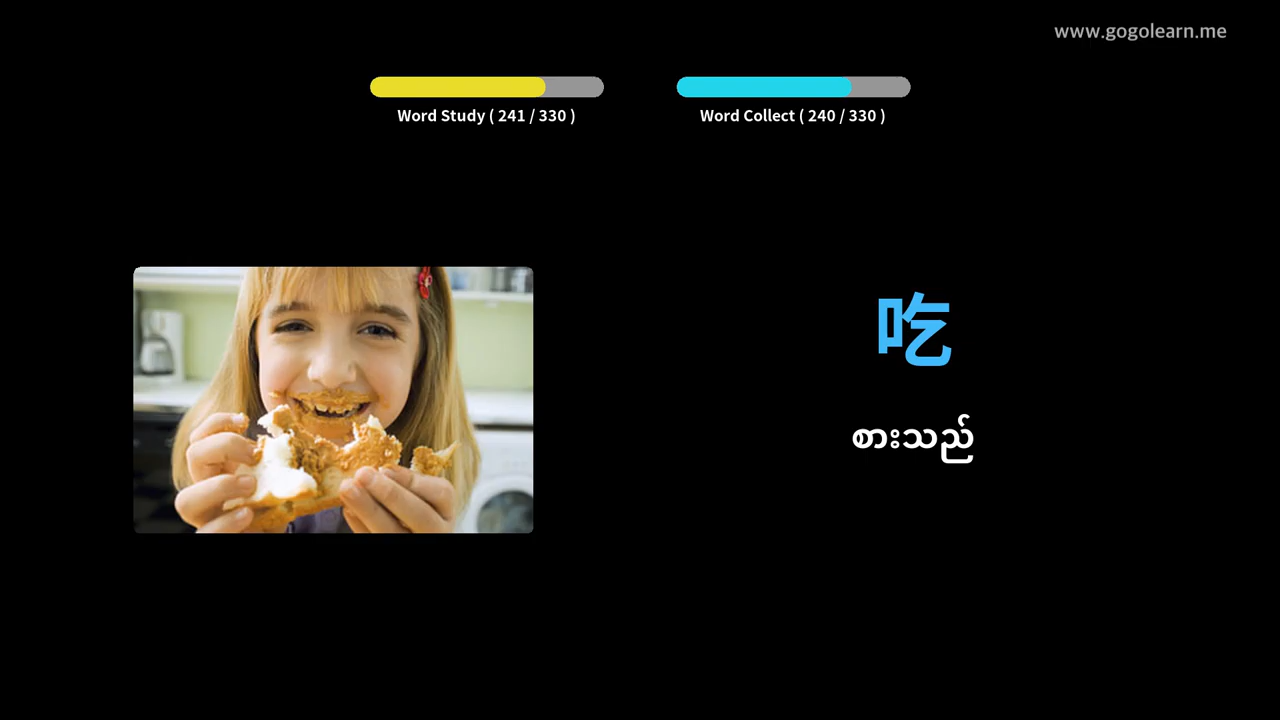 www.gogolearn.me
Word Study ( 241 / 330 )
Word Collect ( 240 / 330 )
吃
စားသည်